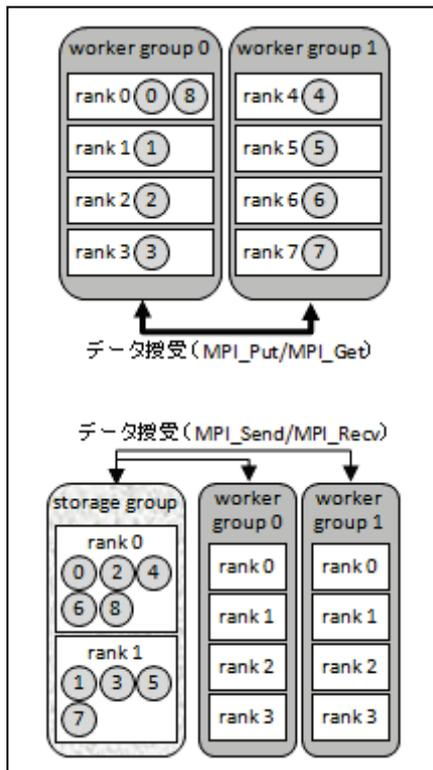 worker group 0
rank 0 0 8
rank 1 1
rank 2 2
rank 3 3
worker group 1
rank 4 4
rank 5 5
rank 6 6
rank 7 7
データ授受(MPI_Put/MPI_Get)
データ授受(MPI_Send/MPI_Recv)
storage group
rank 0
0 2 4
6 8
rank 1
1 3 5
7
worker
group 0
rank 0
rank 1
rank 2
rank 3
worker
group 1
rank 0
rank 1
rank 2
rank 3